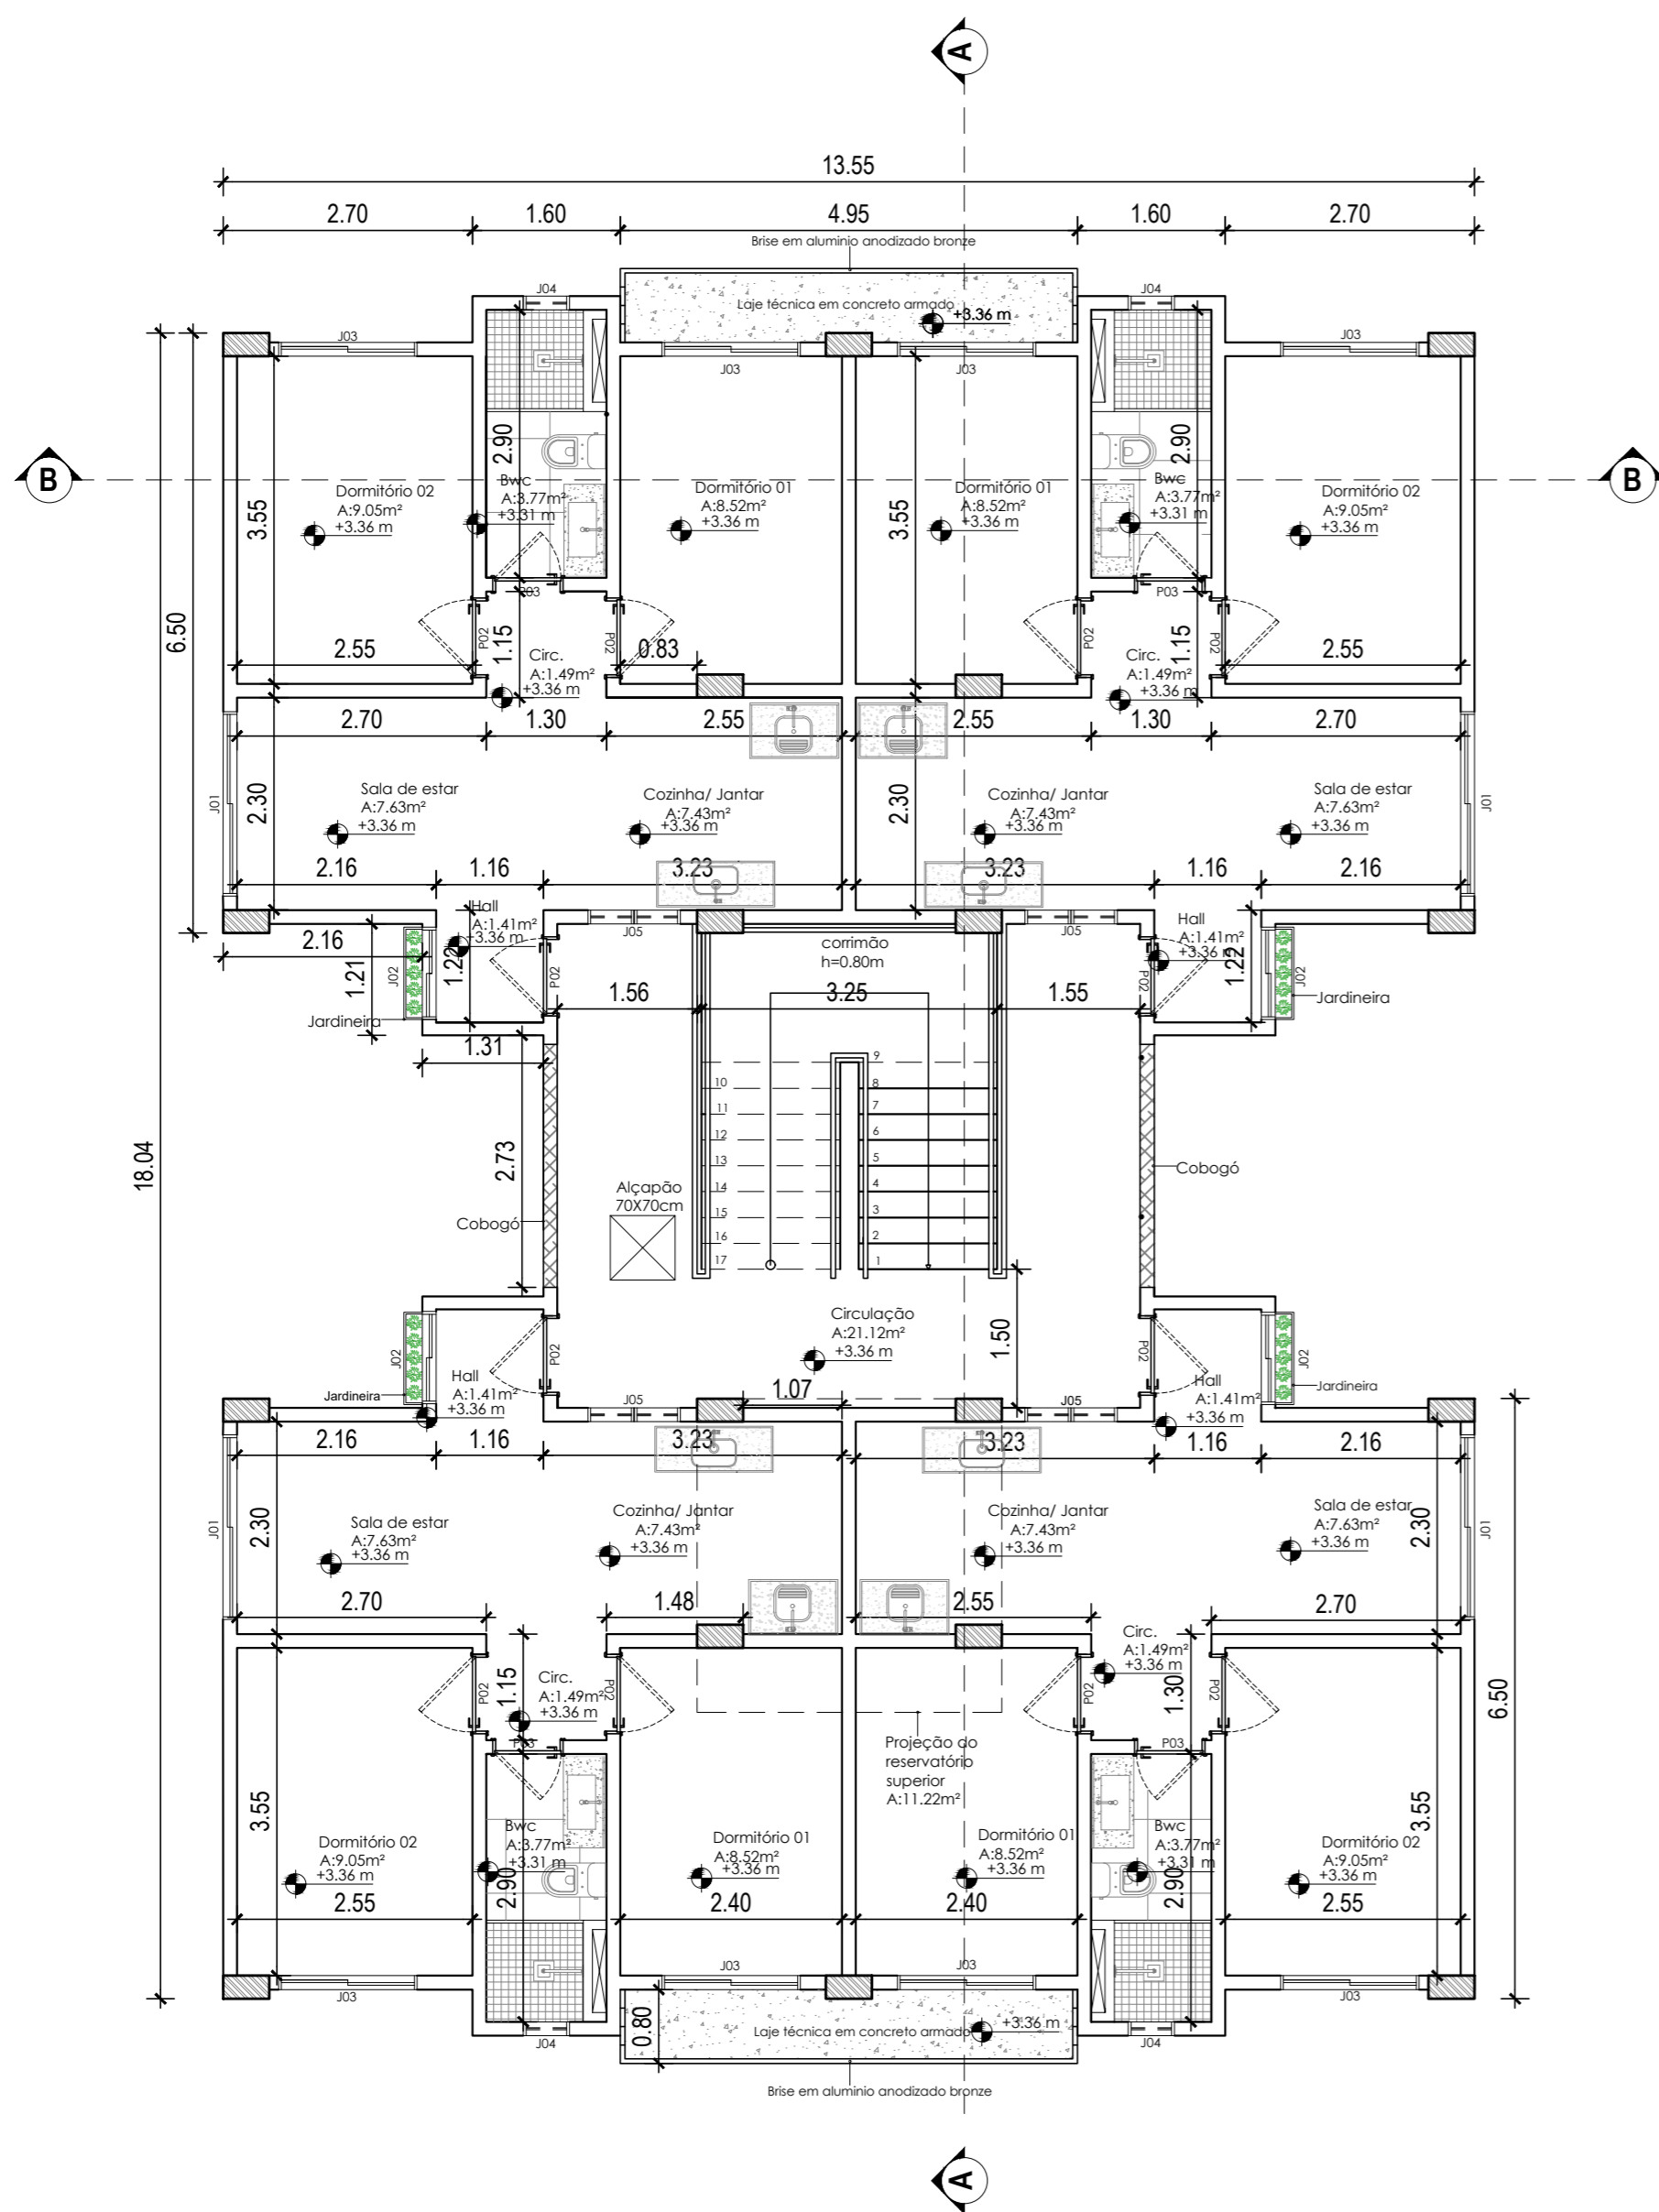 A
13.55
2.70 1.60 4.95 1.60 2.70
Brise em aluminio anodizado bronze
J04 J04
Laje técnica em concreto armado
+3.36 m
J03 J03
J03 J03
B B
2.90 2.90
3.55 3.55
6.50
Dormitório 02
A:9.05m²
+3.36 m
Bwc
A:3.77m²
+3.31 m
Dormitório 01
A:8.52m²
+3.36 m
Dormitório 01
A:8.52m²
+3.36 m
Bwc
A:3.77m²
+3.31 m
Dormitório 02
A:9.05m²
+3.36 m
P03 P03
P02 P02 P02 P02
1.15 1.15
2.55 0.83 2.55
Circ.
A:1.49m²
+3.36 m
Circ.
A:1.49m²
+3.36 m
2.70 1.30 2.55 2.55 1.30 2.70
J01 2.30 2.30 J01
Sala de estar
A:7.63m²
+3.36 m
Cozinha/ Jantar
A:7.43m²
+3.36 m
Cozinha/ Jantar
A:7.43m²
+3.36 m
Sala de estar
A:7.63m²
+3.36 m
2.16 1.16 3.23 3.23 1.16 2.16
Hall
A:1.41m²
+3.36 m
J05 J05
Hall
A:1.41m²
+3.36 m
corrimão
h=0.80m
2.16
1.21 J02 1.22 P02 P02 1.22 J02
1.56 3.25 1.55
Jardineira Jardineira
1.31
9
10 8
11 7
12 6
13 5
14 4
15 3
16 2
17 1
18.04
2.73
Cobogó
Cobogó
Alçapão
70X70cm
Circulação
A:21.12m²
+3.36 m
1.50
J02 P02 P02 J02
Jardineira Jardineira
Hall
A:1.41m²
+3.36 m
Hall
A:1.41m²
+3.36 m
1.07
J05 J05
2.16 1.16 3.23 3.23 1.16 2.16
J01 2.30 2.30 J01
Sala de estar
A:7.63m²
+3.36 m
Cozinha/ Jantar
A:7.43m²
+3.36 m
Cozinha/ Jantar
A:7.43m²
+3.36 m
Sala de estar
A:7.63m²
+3.36 m
2.70 1.48 2.55 2.70
Circ.
A:1.49m²
+3.36 m
Circ.
A:1.49m²
+3.36 m
P02 1.15 P02 P02 1.30 P02
P03 P03
6.50
Projeção do
reservatório
superior
A:11.22m²
3.55 3.55
Dormitório 02
A:9.05m²
+3.36 m
Bwc
A:3.77m²
+3.31 m
Dormitório 01
A:8.52m²
+3.36 m
Dormitório 01
A:8.52m²
+3.36 m
Bwc
A:3.77m²
+3.31 m
Dormitório 02
A:9.05m²
+3.36 m
2.90 2.90
2.55 2.40 2.40 2.55
J03 J03
J03 J03
0.80
Laje técnica em concreto armado
+3.36 m
J04 J04
Brise em aluminio anodizado bronze
A